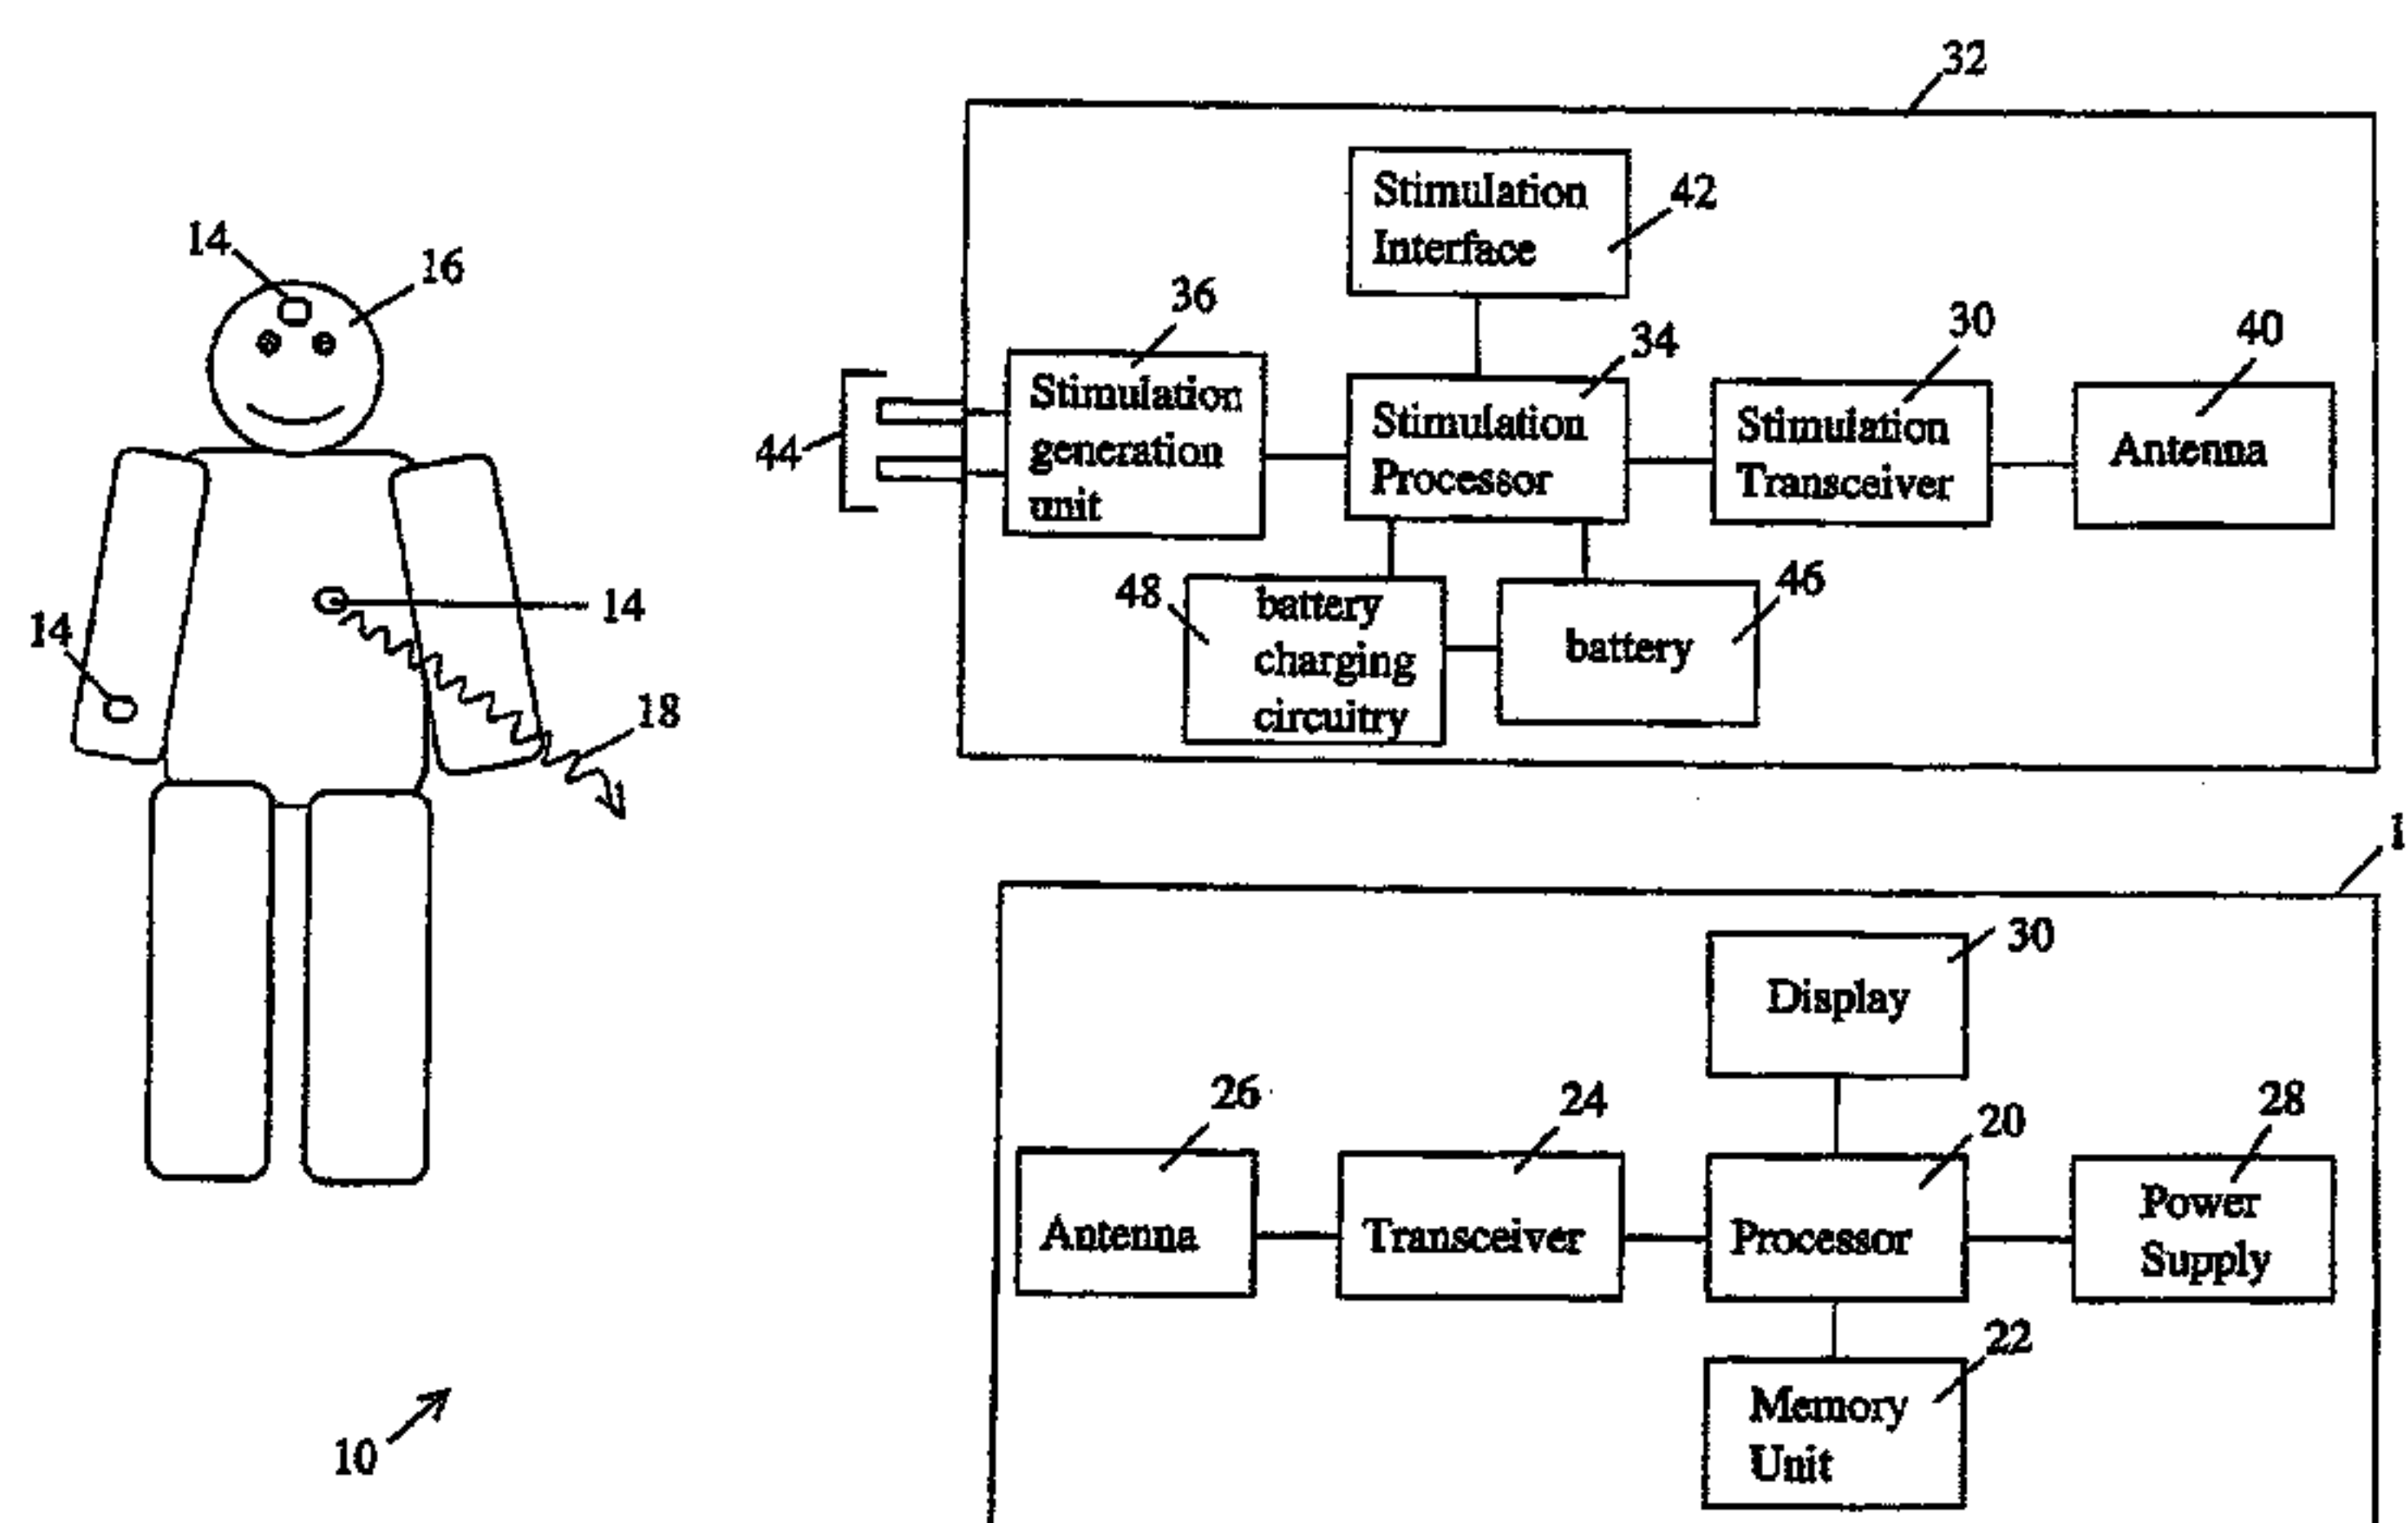 14
16
14
14
18
10
32
Stimulation
Interface
42
36
Stimulation
generation
unit
44
34
Stimulation
Processor
30
Stimulation
Transceiver
40
Antenna
48
battery
charging
circuitry
46
battery
1
30
Display
26
Antenna
24
Transceiver
20
Processor
28
Power
Supply
22
Memory
Unit